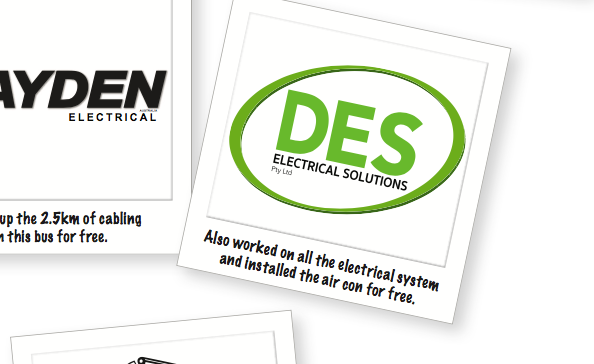 AYDEN
AUSTRALIA
ELECTRICAL
up the 2.5km of cabling
this bus for free.
DES
ELECTRICAL SOLUTIONS
Pty Ltd
Also worked on all the electrical system
and installed the air con for free.